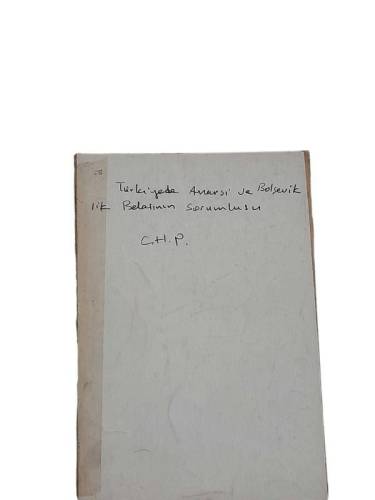 Türkiyede Anarşi ve Bolşevik
lik Belasının Sorumlusu
C.H.P.